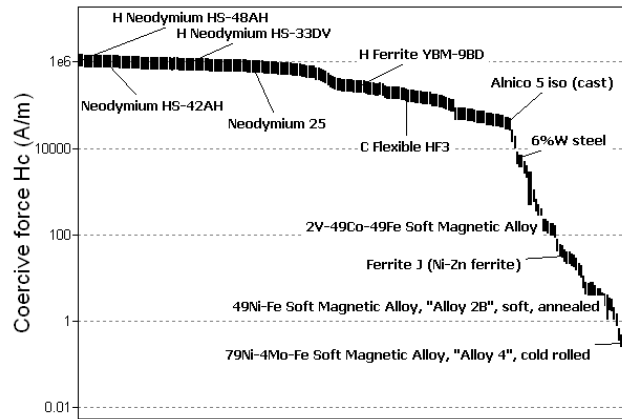 H Neodymium HS-48AH
H Neodymium HS-33DV
1e6
H Ferrite YBM-9BD
Neodymium HS-42AH
Alnico 5 iso (cast)
Neodymium 25
C Flexible HF3
6%W steel
10000
Coercive force Hc (A/m)
2V-49Co-49Fe Soft Magnetic Alloy
100
Ferrite J (Ni-Zn ferrite)
49Ni-Fe Soft Magnetic Alloy, "Alloy 2B", soft, annealed
1
79Ni-4Mo-Fe Soft Magnetic Alloy, "Alloy 4", cold rolled
0.01